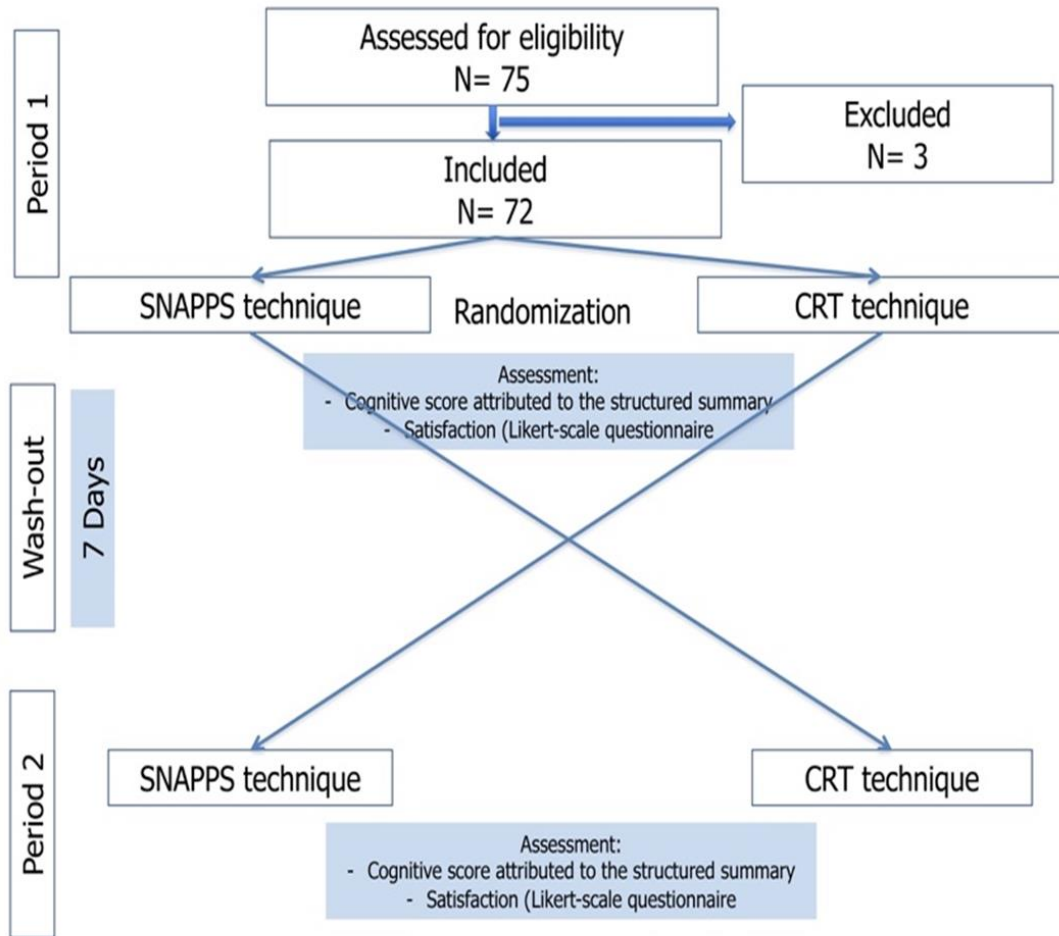 Period 1
Assessed for eligibility
N= 75
Excluded
N= 3
Included
N= 72
SNAPPS technique
Randomization
CRT technique
Assessment:
- Cognitive score attributed to the structured summary
- Satisfaction (Likert-scale questionnaire
Wash-out
7 Days
Period 2
SNAPPS technique
CRT technique
Assessment:
- Cognitive score attributed to the structured summary
- Satisfaction (Likert-scale questionnaire